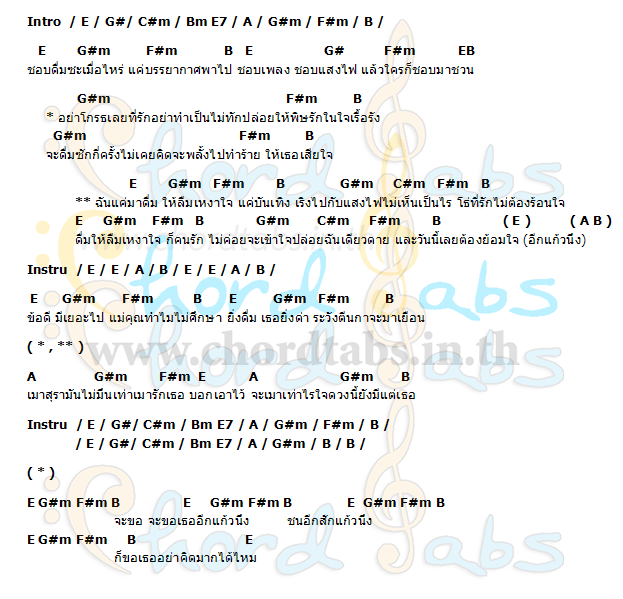 Intro / E / G#/ C#m / Bm E7 / A / G#m / F#m / B /
E G#m F#m B E G# F#m EB
ชอบดื่มซะเมื่อไหร่ แค่บรรยากาศพาไป ชอบเพลง ชอบแสงไฟ แล้วใครก็ชอบมาชวน
G#m F#m B
* อย่าโกรธเลยที่รักอย่าทำเป็นไม่ทักปล่อยให้พิษรักในใจเรื้อรัง
G#m F#m B
จะดื่มซักกี่ครั้งไม่เคยคิดจะพลั้งไปทำร้าย ให้เธอเสียใจ
E G#m F#m B G#m C#m F#m B
** ฉันแค่มาดื่ม ให้ลืมเหงาใจ แค่บันเทิง เริงไปกับแสงไฟไม่เห็นเป็นไร โธ่ที่รักไม่ต้องร้อนใจ
E G#m F#m B G#m C#m F#m B ( E ) ( A B )
ดื่มให้ลืมเหงาใจ ก็คนรัก ไม่ค่อยจะเข้าใจปล่อยฉันเดียวดาย และวันนี้เลยต้องย้อมใจ (อีกแก้วนึง)
Instru / E / E / A / B / E / E / A / B /
E G#m F#m B E G#m F#m B
ข้อดี มีเยอะไป แม่คุณทำไมไม่ศึกษา ยิ่งดื่ม เธอยิ่งด่า ระวังตีนกาจะมาเยือน
( * , ** )
A G#m F#m E A G#m B
เมาสุรามันไม่มึนเท่าเมารักเธอ บอกเอาไว้ จะเมาเท่าไรใจดวงนี้ยังมีแต่เธอ
Instru / E / G#/ C#m / Bm E7 / A / G#m / F#m / B /
/ E / G#/ C#m / Bm E7 / A / G#m / B / B /
( * )
E G#m F#m B E G#m F#m B E G#m F#m B
จะขอ จะขอเธออีกแก้วนึง ชนอีกสักแก้วนึง
E G#m F#m B E
ก็ขอเธออย่าคิดมากได้ไหม
Chord Tabs
chordtabs.in.th
Chord Tabs
www.chordtabs.in.th
Chord Tabs
Chord Tabs